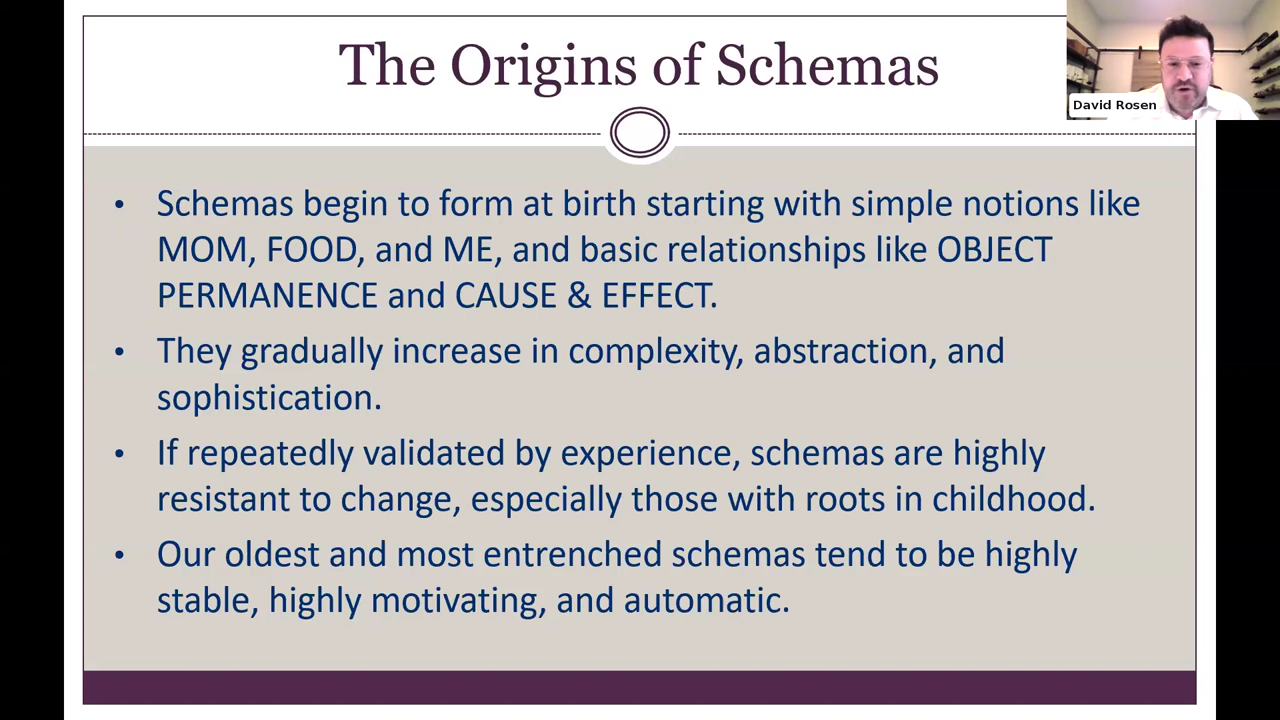 The Origins of Schemas
David Rosen
• Schemas begin to form at birth starting with simple notions like
MOM, FOOD, and ME, and basic relationships like OBJECT
PERMANENCE and CAUSE & EFFECT.
• They gradually increase in complexity, abstraction, and
sophistication.
• If repeatedly validated by experience, schemas are highly
resistant to change, especially those with roots in childhood.
• Our oldest and most entrenched schemas tend to be highly
stable, highly motivating, and automatic.